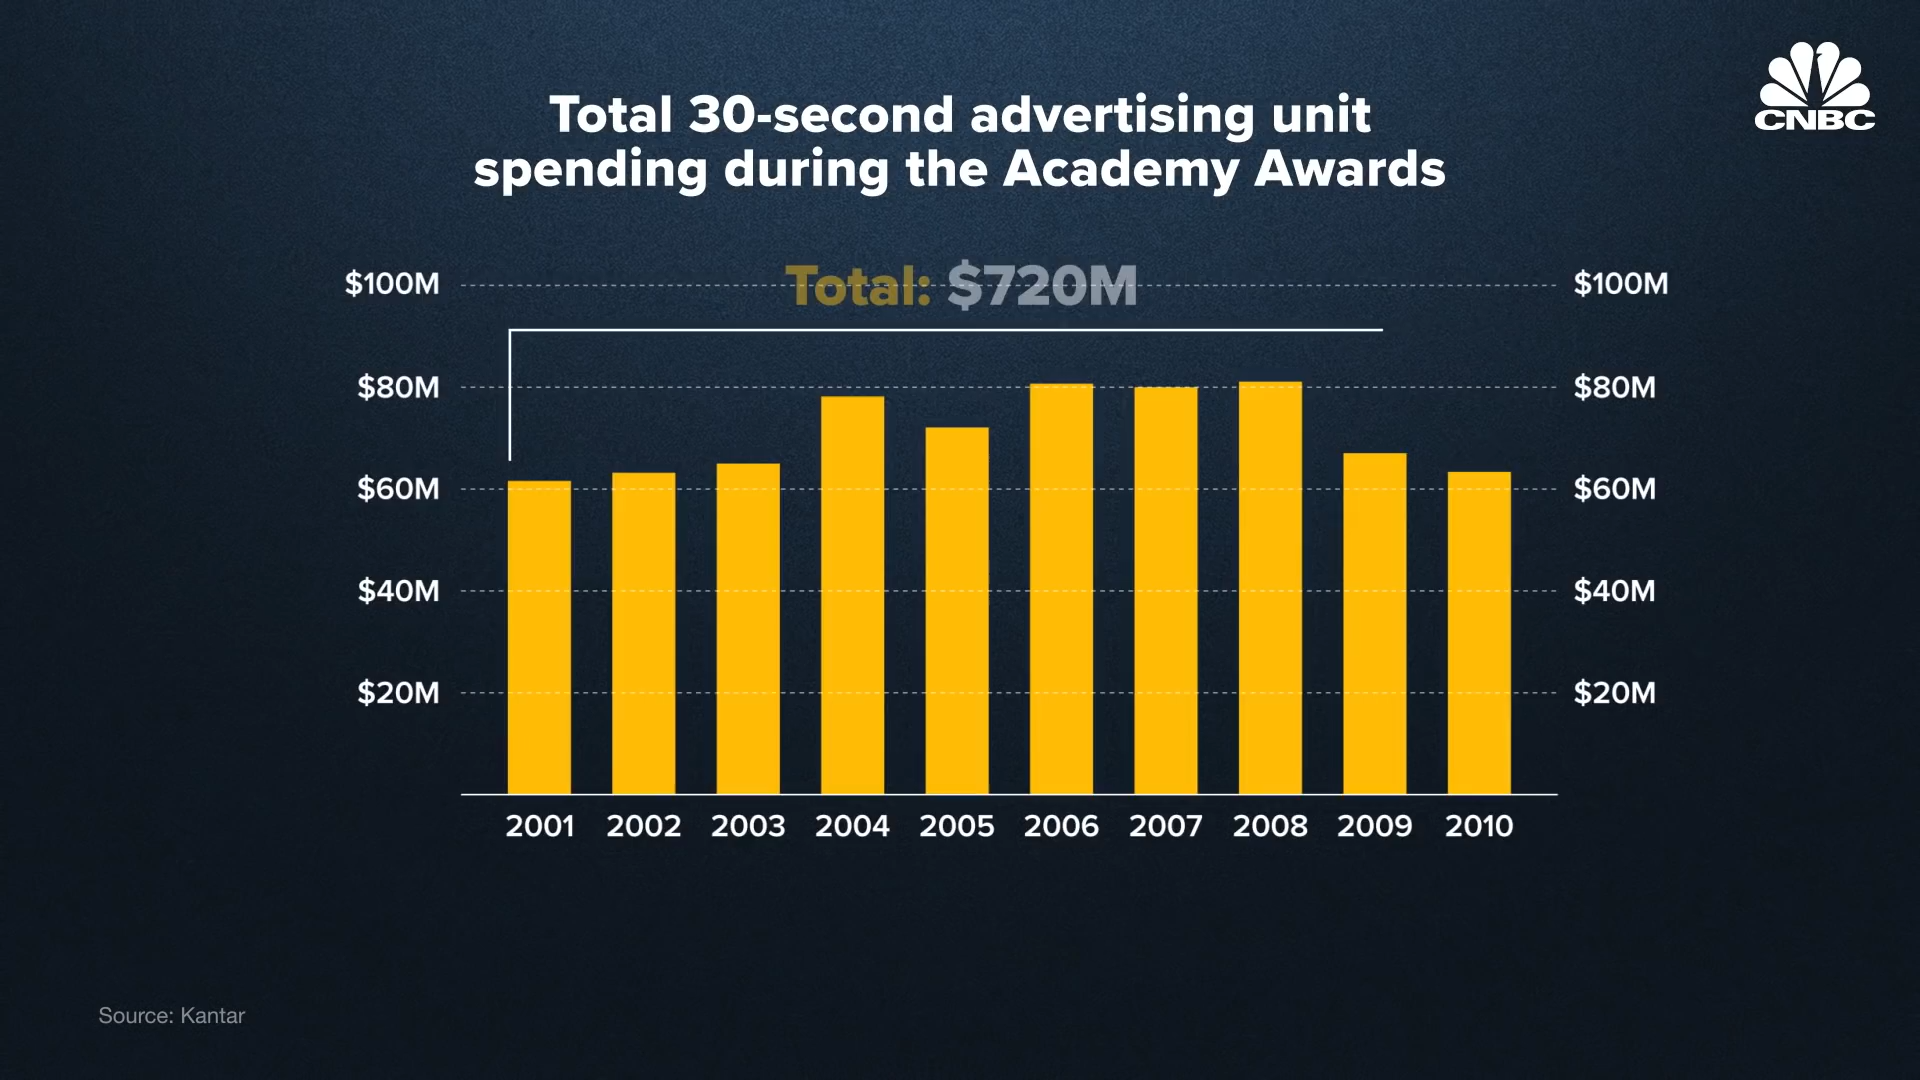 CNBC
Total 30-second advertising unit
spending during the Academy Awards
Total: $720M
$100M $100M
$80M $80M
$60M $60M
$40M $40M
$20M $20M
2001 2002 2003 2004 2005 2006 2007 2008 2009 2010
Source: Kantar